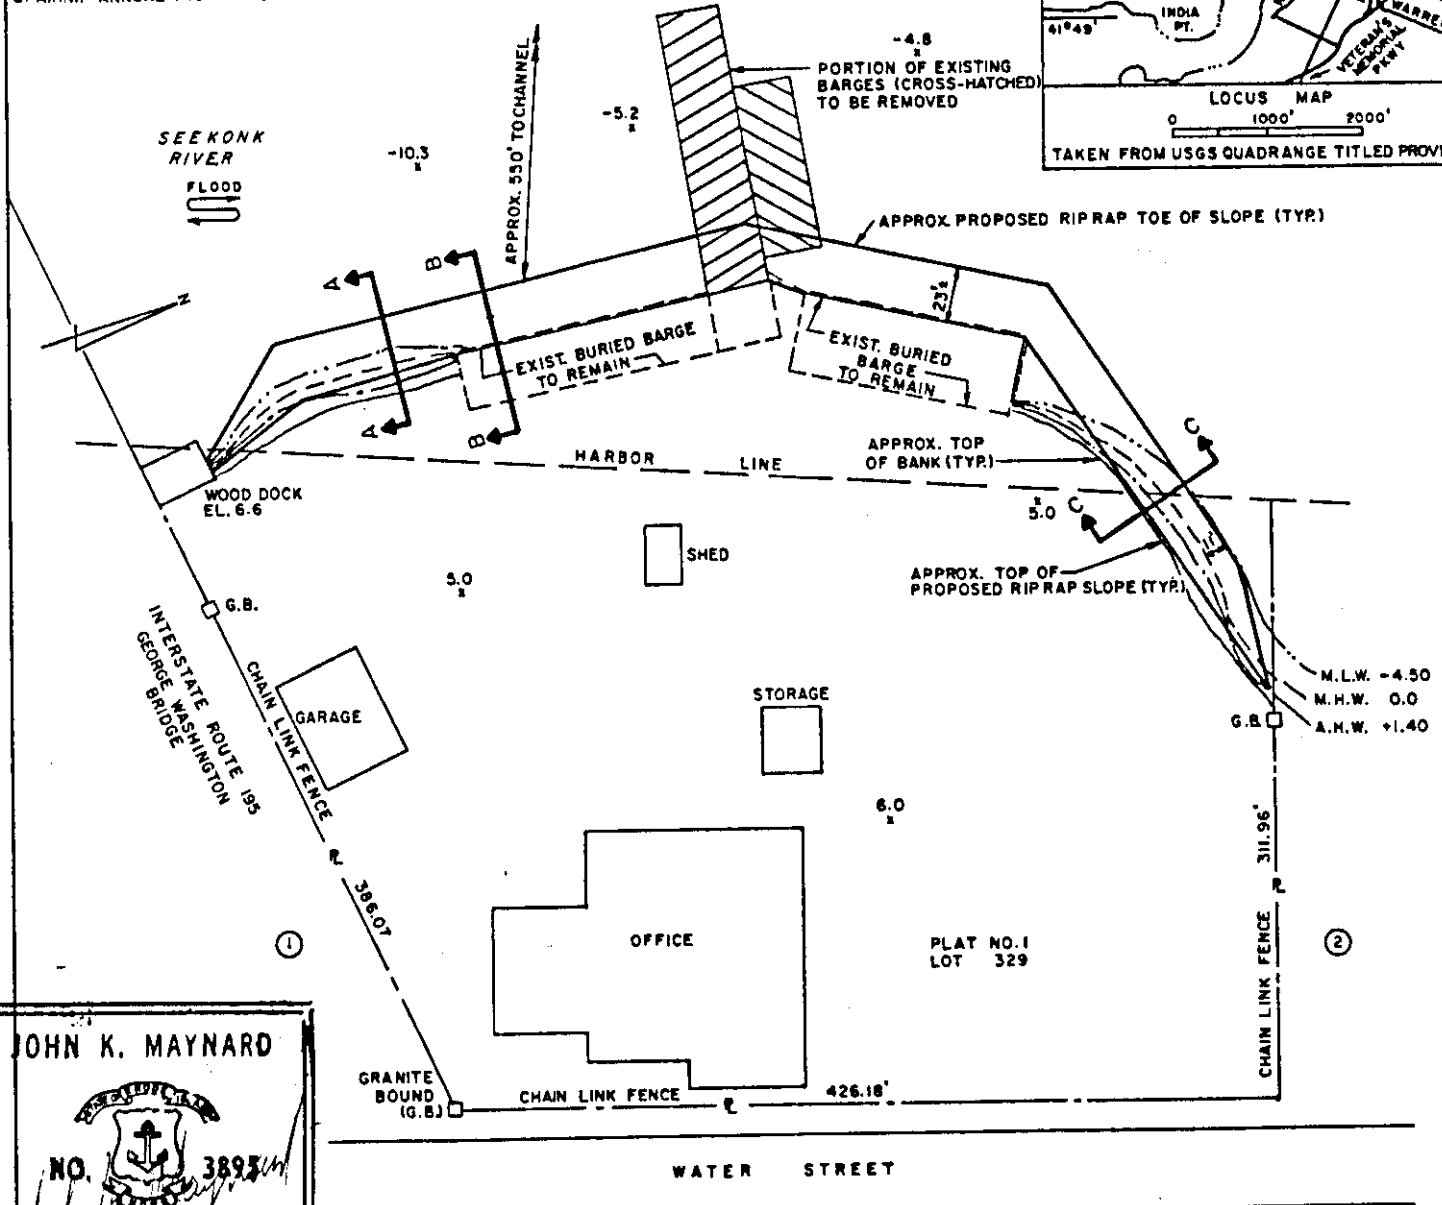 INDIA
PT.
41°49'
VETERAN'S
MEMORIAL
PKWY
LOCUS MAP
0 1000' 2000'
-4.8
x
PORTION OF EXISTING
BARGES (CROSS-HATCHED)
TO BE REMOVED
-5.2
x
SEEKONK
RIVER
FLOOD
-10.3
x
APPROX. 550' TO CHANNEL
TAKEN FROM USGS QUADRANGE TITLED
APPROX. PROPOSED RIPRAP TOE OF SLOPE (TYP.)
A
B
N
23'±
EXIST. BURIED BARGE
TO REMAIN
EXIST. BURIED
BARGE
TO REMAIN
A
B
C
HARBOR LINE
APPROX. TOP
OF BANK (TYP.)
WOOD DOCK
EL. 6.6
x
5.0
C
SHED
5.0
x
APPROX. TOP OF
PROPOSED RIPRAP SLOPE (TYP.)
G.B.
INTERSTATE ROUTE 195
GEORGE WASHINGTON
BRIDGE
CHAIN LINK FENCE
GARAGE
STORAGE
M.L.W. -4.50
M.H.W. 0.0
A.H.W. +1.40
G.B.
6.0
x
311.96'
PL
386.07
PL
1
OFFICE
PLAT NO. 1
LOT 329
2
CHAIN LINK FENCE
JOHN K. MAYNARD
NO. 3895
GRANITE
BOUND
(G.B.)
CHAIN LINK FENCE
PL
426.18'
WATER STREET